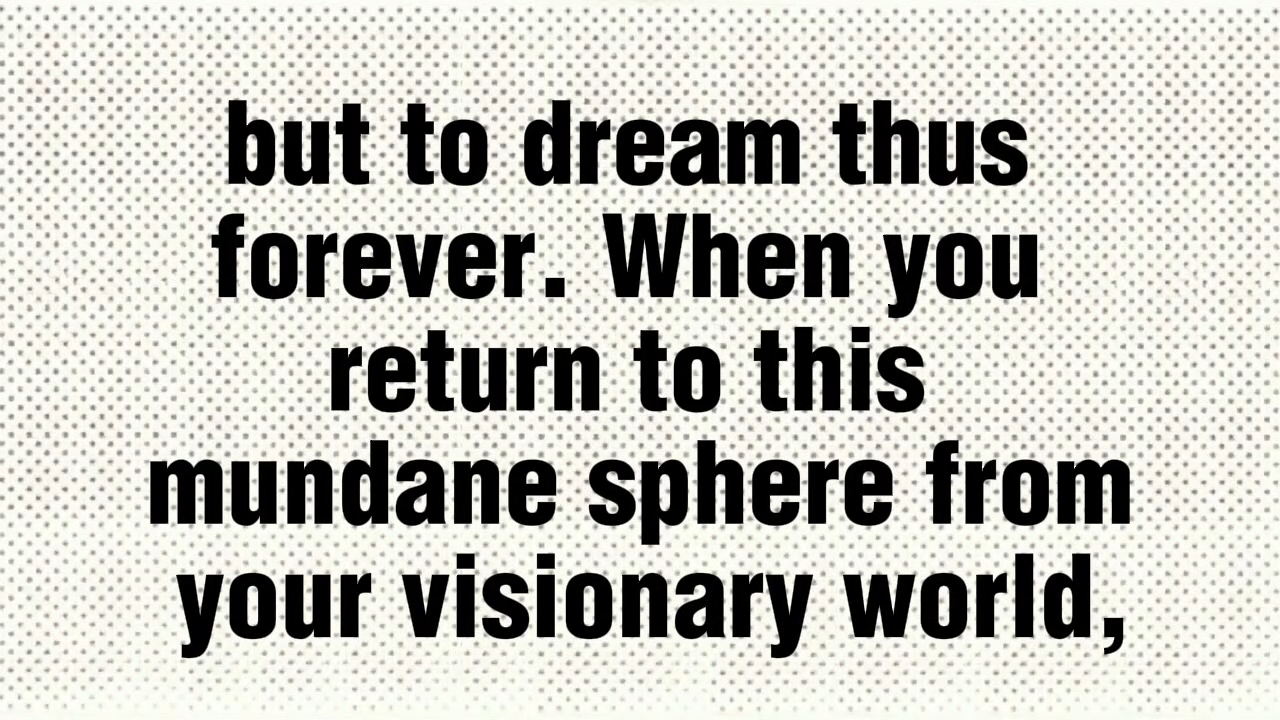 but to dream thus
forever. When you
return to this
mundane sphere from
your visionary world,